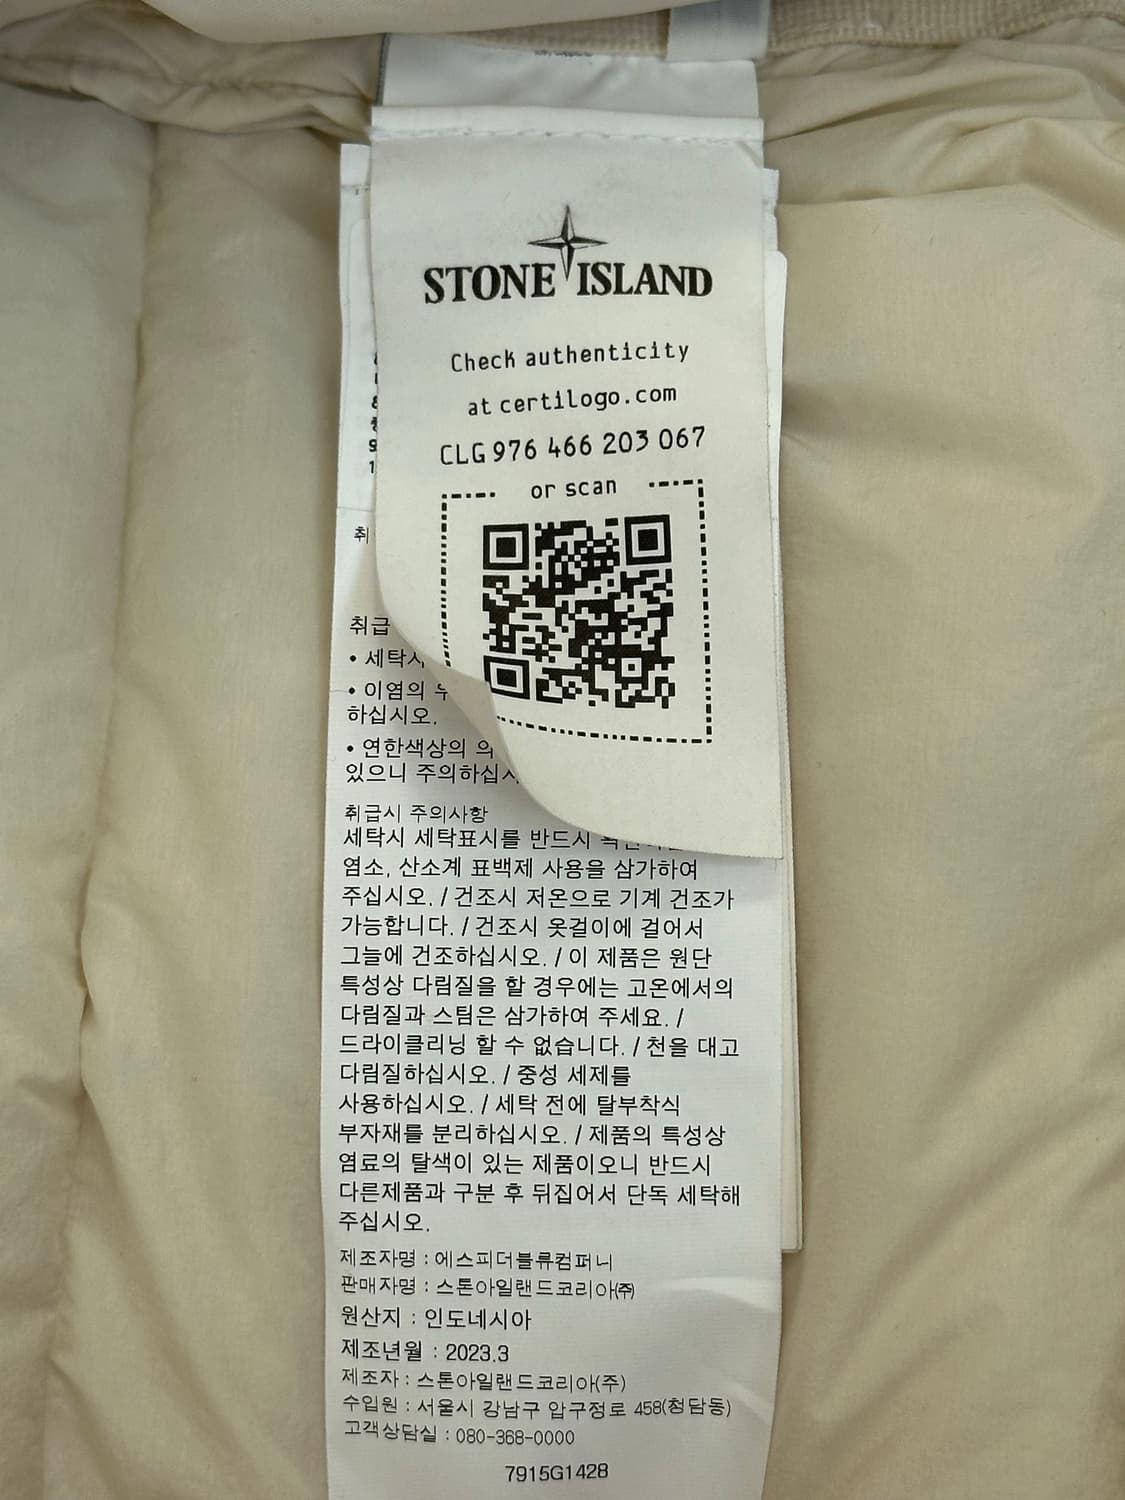 STONE ISLAND
Check authenticity
at certilogo.com
CLG 976 466 203 067
or scan
취
취급
• 세탁시
• 이염의 우
하십시오.
• 연한색상의 의
있으니 주의하십시
취급시 주의사항
세탁시 세탁표시를 반드시
염소, 산소계 표백제 사용을 삼가하여
주십시오. / 건조시 저온으로 기계 건조가
가능합니다. / 건조시 옷걸이에 걸어서
그늘에 건조하십시오. / 이 제품은 원단
특성상 다림질을 할 경우에는 고온에서의
다림질과 스팀은 삼가하여 주세요. /
드라이클리닝 할 수 없습니다. / 천을 대고
다림질하십시오. / 중성 세제를
사용하십시오. / 세탁 전에 탈부착식
부자재를 분리하십시오. / 제품의 특성상
염료의 탈색이 있는 제품이오니 반드시
다른제품과 구분 후 뒤집어서 단독 세탁해
주십시오.
제조자명 : 에스피더블류컴퍼니
판매자명 : 스톤아일랜드코리아㈜
원산지 : 인도네시아
제조년월 : 2023.3
제조자 : 스톤아일랜드코리아(주)
수입원 : 서울시 강남구 압구정로 458(청담동)
고객상담실 : 080-368-0000
7915G1428